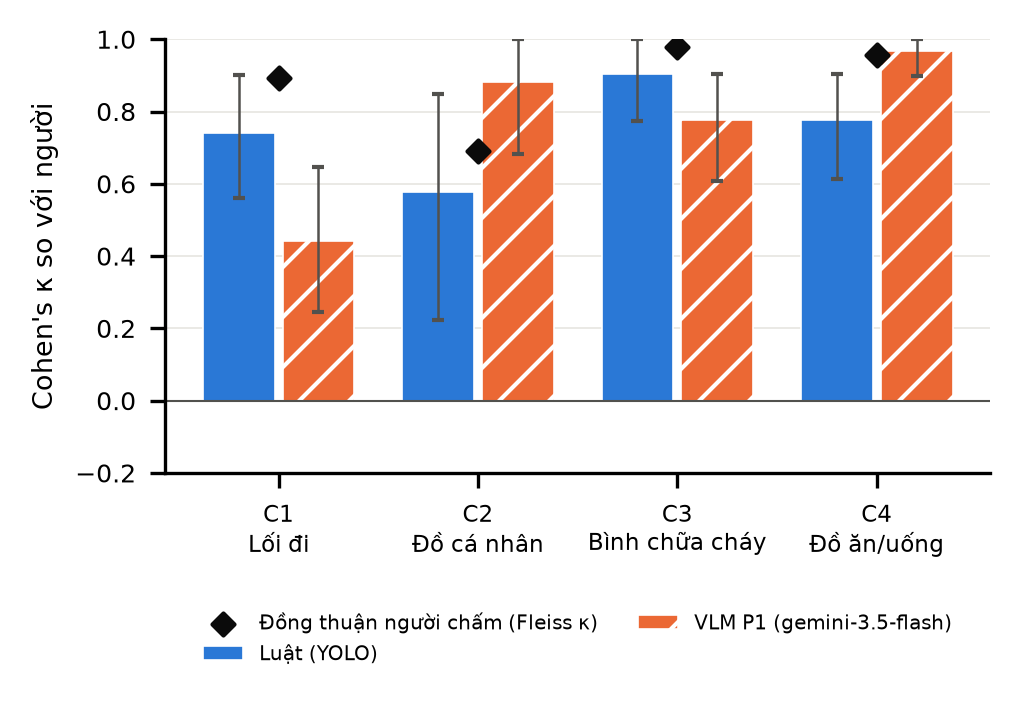 1.0
0.8
0.6
0.4
0.2
0.0
−0.2
Cohen's κ so với người
C1
Lối đi
C2
Đồ cá nhân
C3
Bình chữa cháy
C4
Đồ ăn/uống
Đồng thuận người chấm (Fleiss κ)
Luật (YOLO)
VLM P1 (gemini-3.5-flash)